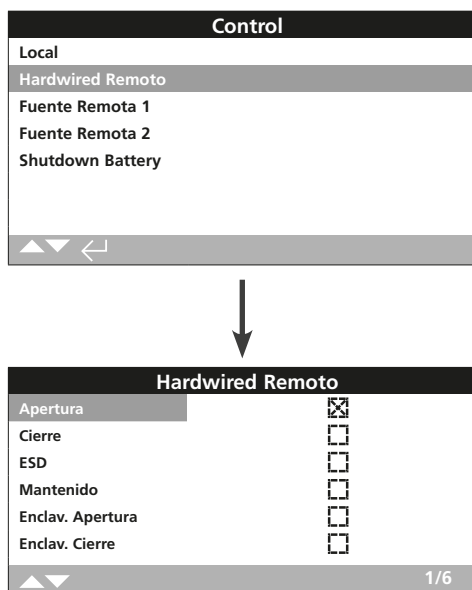 Control
Local
Hardwired Remoto
Fuente Remota 1
Fuente Remota 2
Shutdown Battery
Hardwired Remoto
Apertura
Cierre
ESD
Mantenido
Enclav. Apertura
Enclav. Cierre
1/6